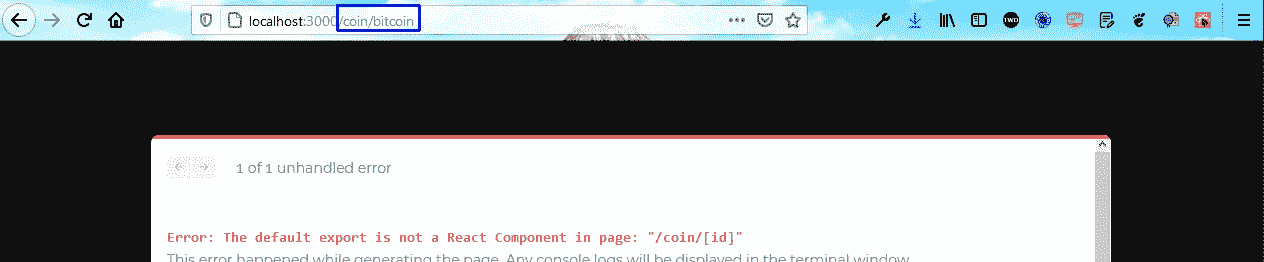 localhost:3000/coin/bitcoin
TWD
1 of 1 unhandled error
Error: The default export is not a React Component in page: "/coin/[id]"
This error happened while generating the page. Any console logs will be displayed in the terminal window.